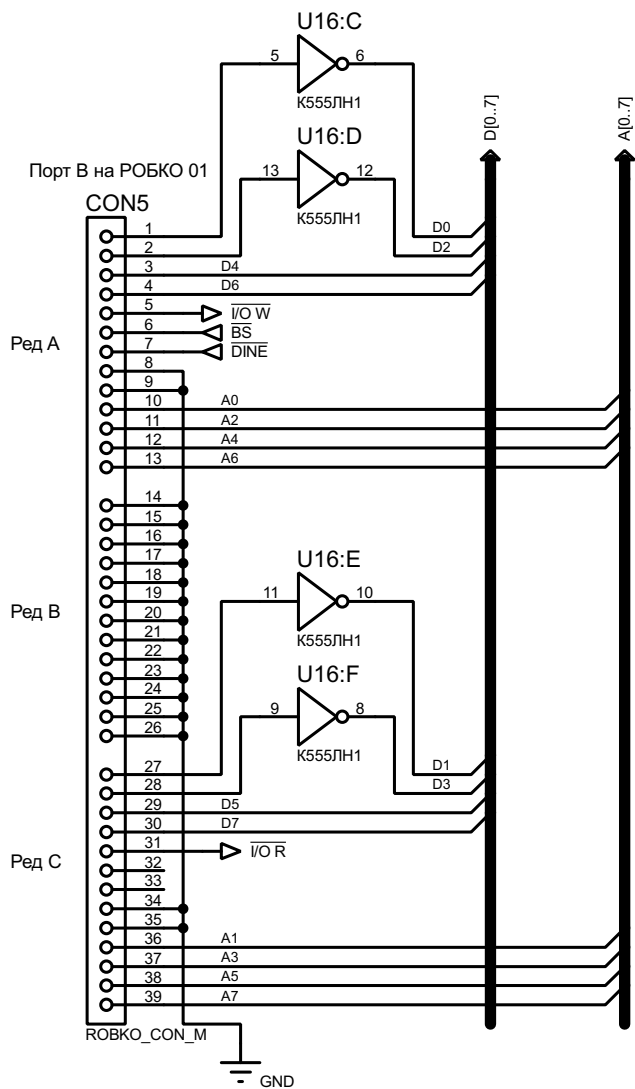 U16:C
5 6
К555ЛН1
U16:D
13 12
К555ЛН1
D[0..7]
A[0..7]
Порт В на РОБКО 01
CON5
Ред А
Ред В
Ред С
1 D0
2 D2
3 D4
4 D6
5 I/O W
6 BS
7 DINE
8
9
10 A0
11 A2
12 A4
13 A6
14
15
16
17
18
19
20
21
22
23
24
25
26
U16:E
11 10
К555ЛН1
U16:F
9 8
К555ЛН1
27 D1
28 D3
29 D5
30 D7
31 I/O R
32
33
34
35
36 A1
37 A3
38 A5
39 A7
ROBKO_CON_M
GND